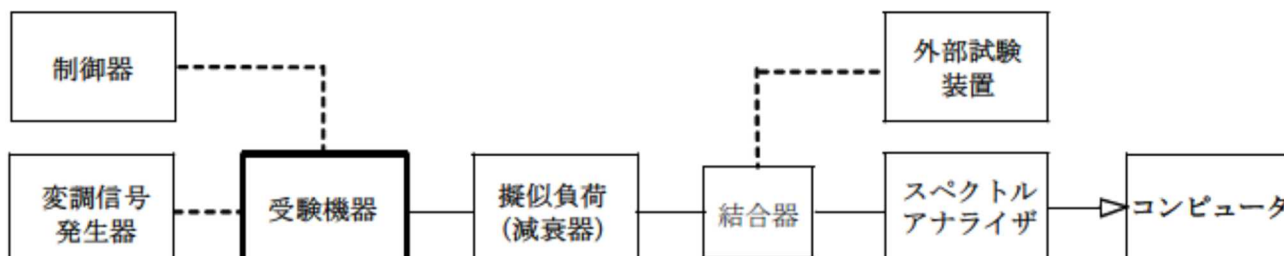 制御器
外部試験
装置
変調信号
発生器
受験機器
擬似負荷
(減衰器)
結合器
スペクトル
アナライザ
コンピュータ